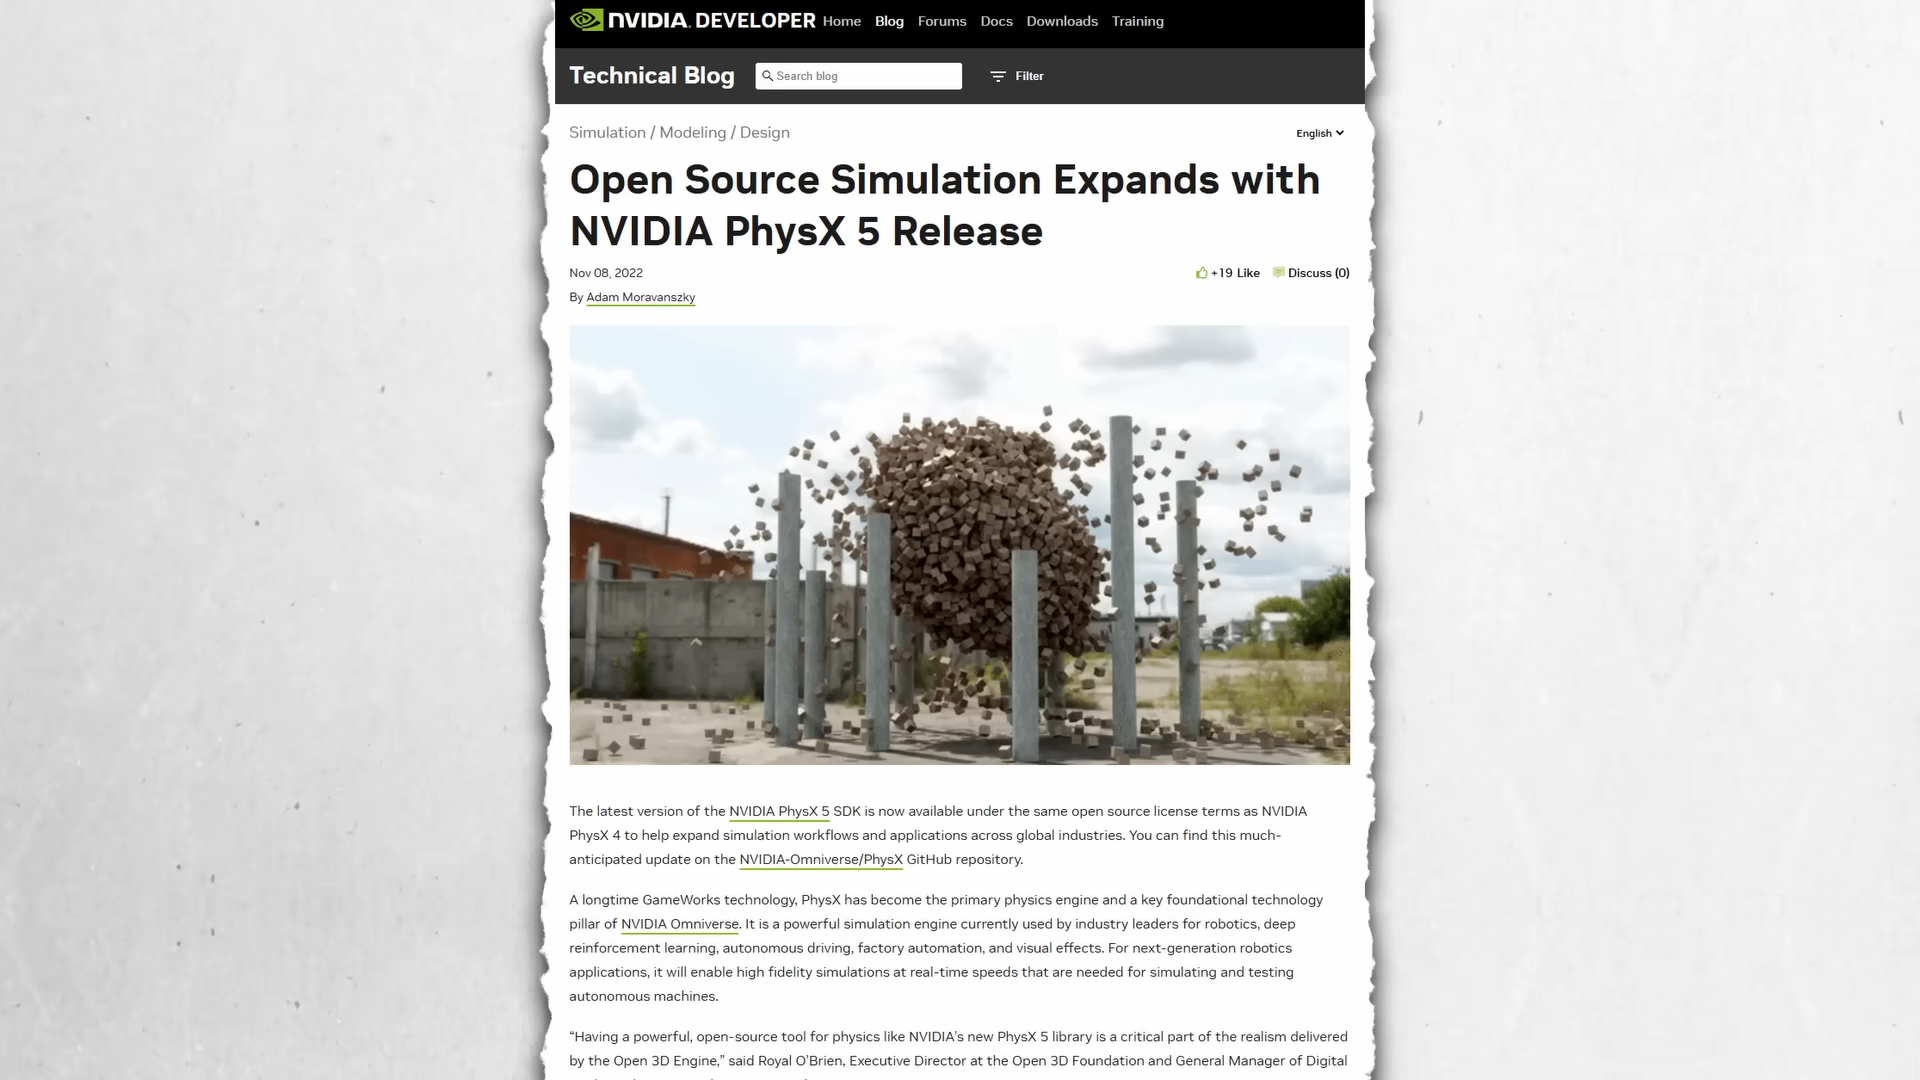 NVIDIA. DEVELOPER Home Blog Forums Docs Downloads Training
Technical Blog Search blog Filter
Simulation / Modeling / Design English
Open Source Simulation Expands with
NVIDIA PhysX 5 Release
Nov 08, 2022 +19 Like Discuss (0)
By Adam Moravanszky
The latest version of the NVIDIA PhysX 5 SDK is now available under the same open source license terms as NVIDIA
PhysX 4 to help expand simulation workflows and applications across global industries. You can find this much-
anticipated update on the NVIDIA-Omniverse/PhysX GitHub repository.
A longtime GameWorks technology, PhysX has become the primary physics engine and a key foundational technology
pillar of NVIDIA Omniverse. It is a powerful simulation engine currently used by industry leaders for robotics, deep
reinforcement learning, autonomous driving, factory automation, and visual effects. For next-generation robotics
applications, it will enable high fidelity simulations at real-time speeds that are needed for simulating and testing
autonomous machines.
“Having a powerful, open-source tool for physics like NVIDIA’s new PhysX 5 library is a critical part of the realism delivered
by the Open 3D Engine,” said Royal O’Brien, Executive Director at the Open 3D Foundation and General Manager of Digital